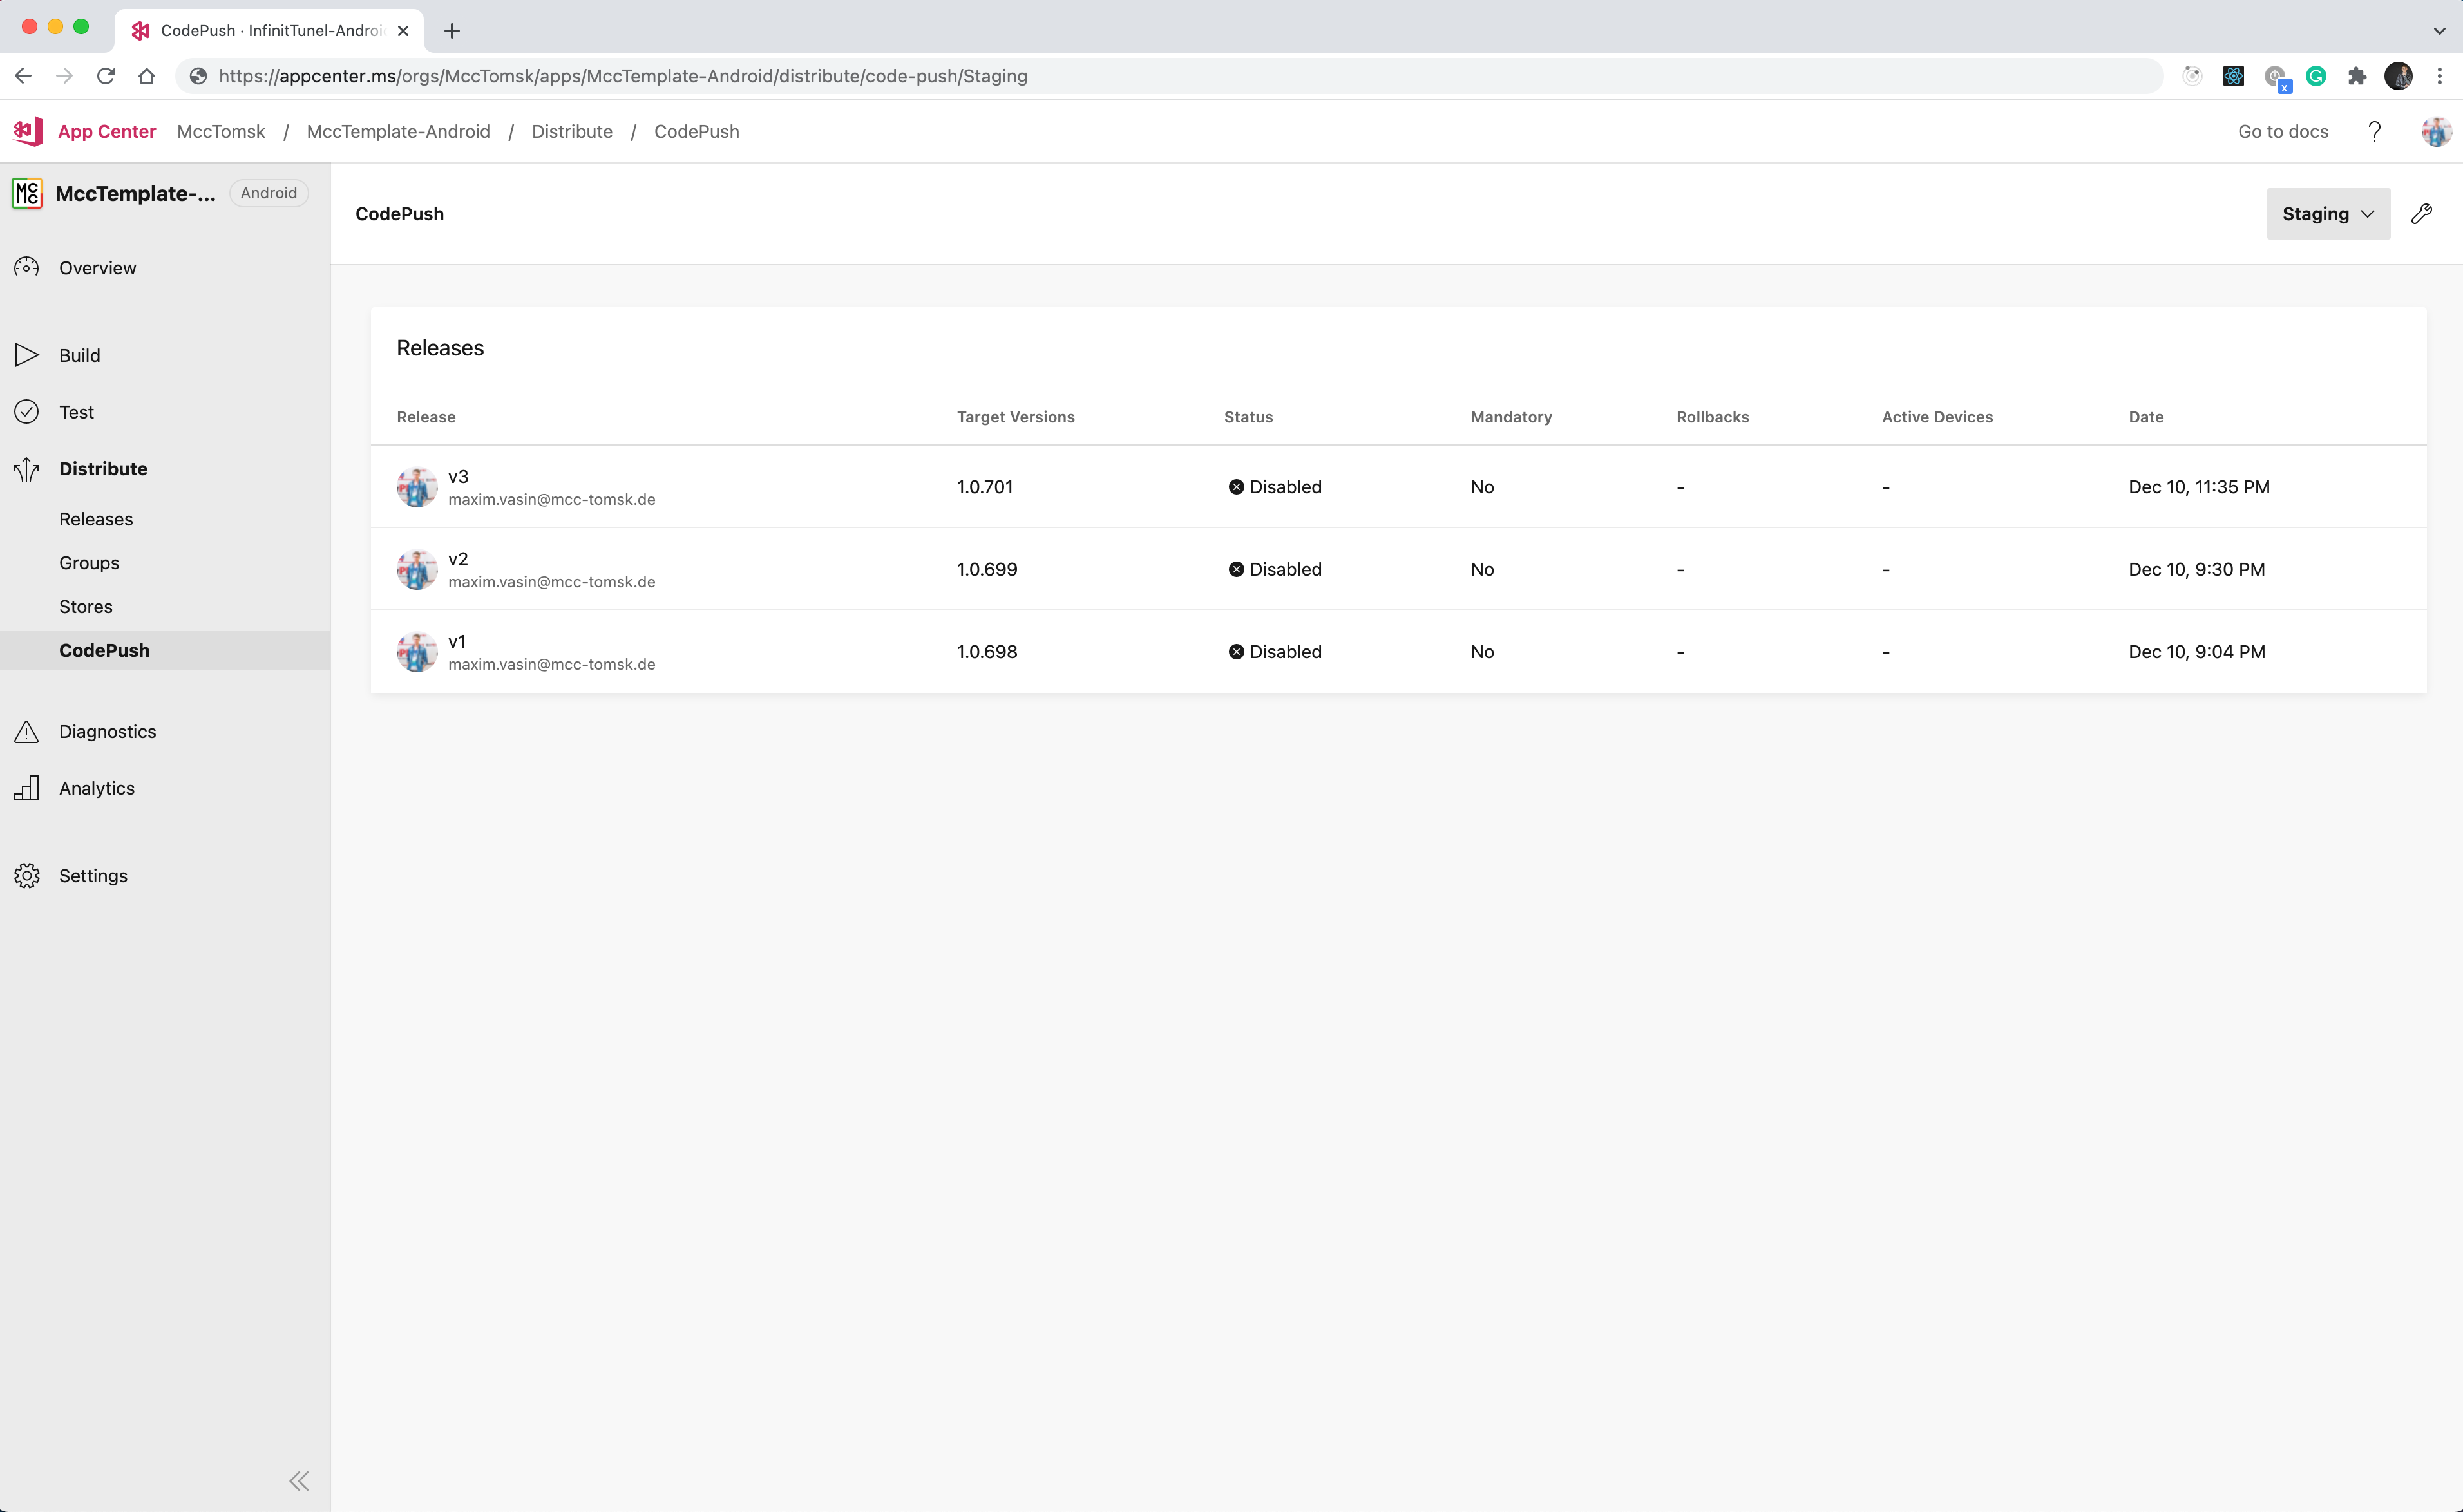 CodePush · InfinitTunel-Androi
https://appcenter.ms/orgs/MccTomsk/apps/MccTemplate-Android/distribute/code-push/Staging
App Center MccTomsk / MccTemplate-Android / Distribute / CodePush Go to docs ?
MCC MccTemplate-... Android
Overview
Build
Test
Distribute
Releases
Groups
Stores
CodePush
Diagnostics
Analytics
Settings
CodePush Staging
Releases
Release Target Versions Status Mandatory Rollbacks Active Devices Date
v3
maxim.vasin@mcc-tomsk.de
1.0.701 Disabled No - - Dec 10, 11:35 PM
v2
maxim.vasin@mcc-tomsk.de
1.0.699 Disabled No - - Dec 10, 9:30 PM
v1
maxim.vasin@mcc-tomsk.de
1.0.698 Disabled No - - Dec 10, 9:04 PM